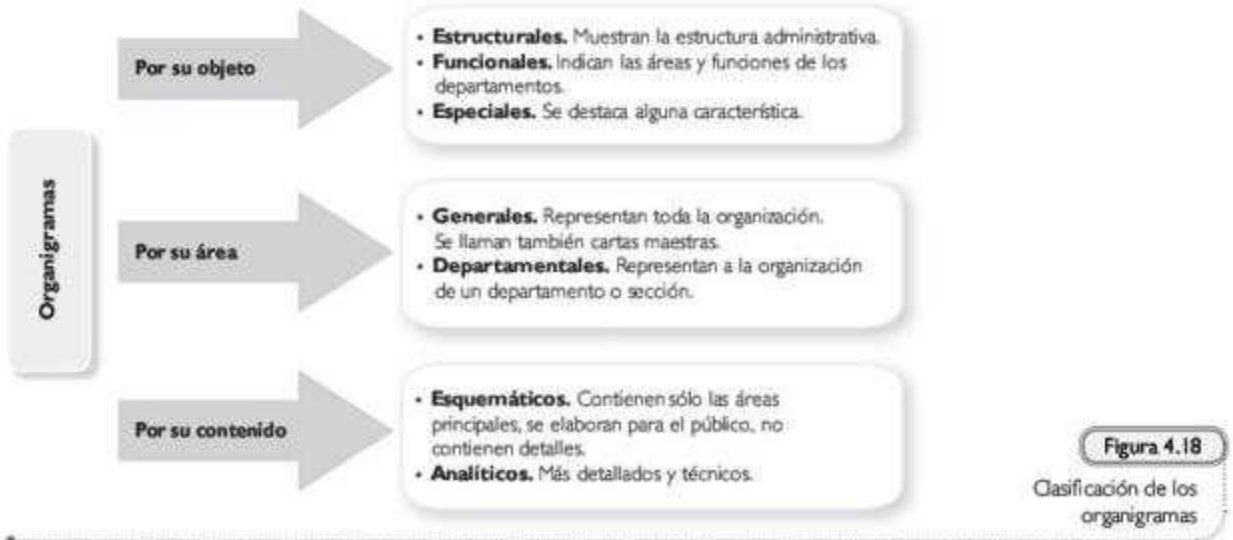 Organigramas
Por su objeto
• Estructurales. Muestran la estructura administrativa.
• Funcionales. Indican las áreas y funciones de los
departamentos.
• Especiales. Se destaca alguna característica.
Por su área
• Generales. Representan toda la organización.
Se llaman también cartas maestras.
• Departamentales. Representan a la organización
de un departamento o sección.
Por su contenido
• Esquemáticos. Contienen sólo las áreas
principales, se elaboran para el público, no
contienen detalles.
• Analíticos. Más detallados y técnicos.
Figura 4.18
Clasificación de los
organigramas